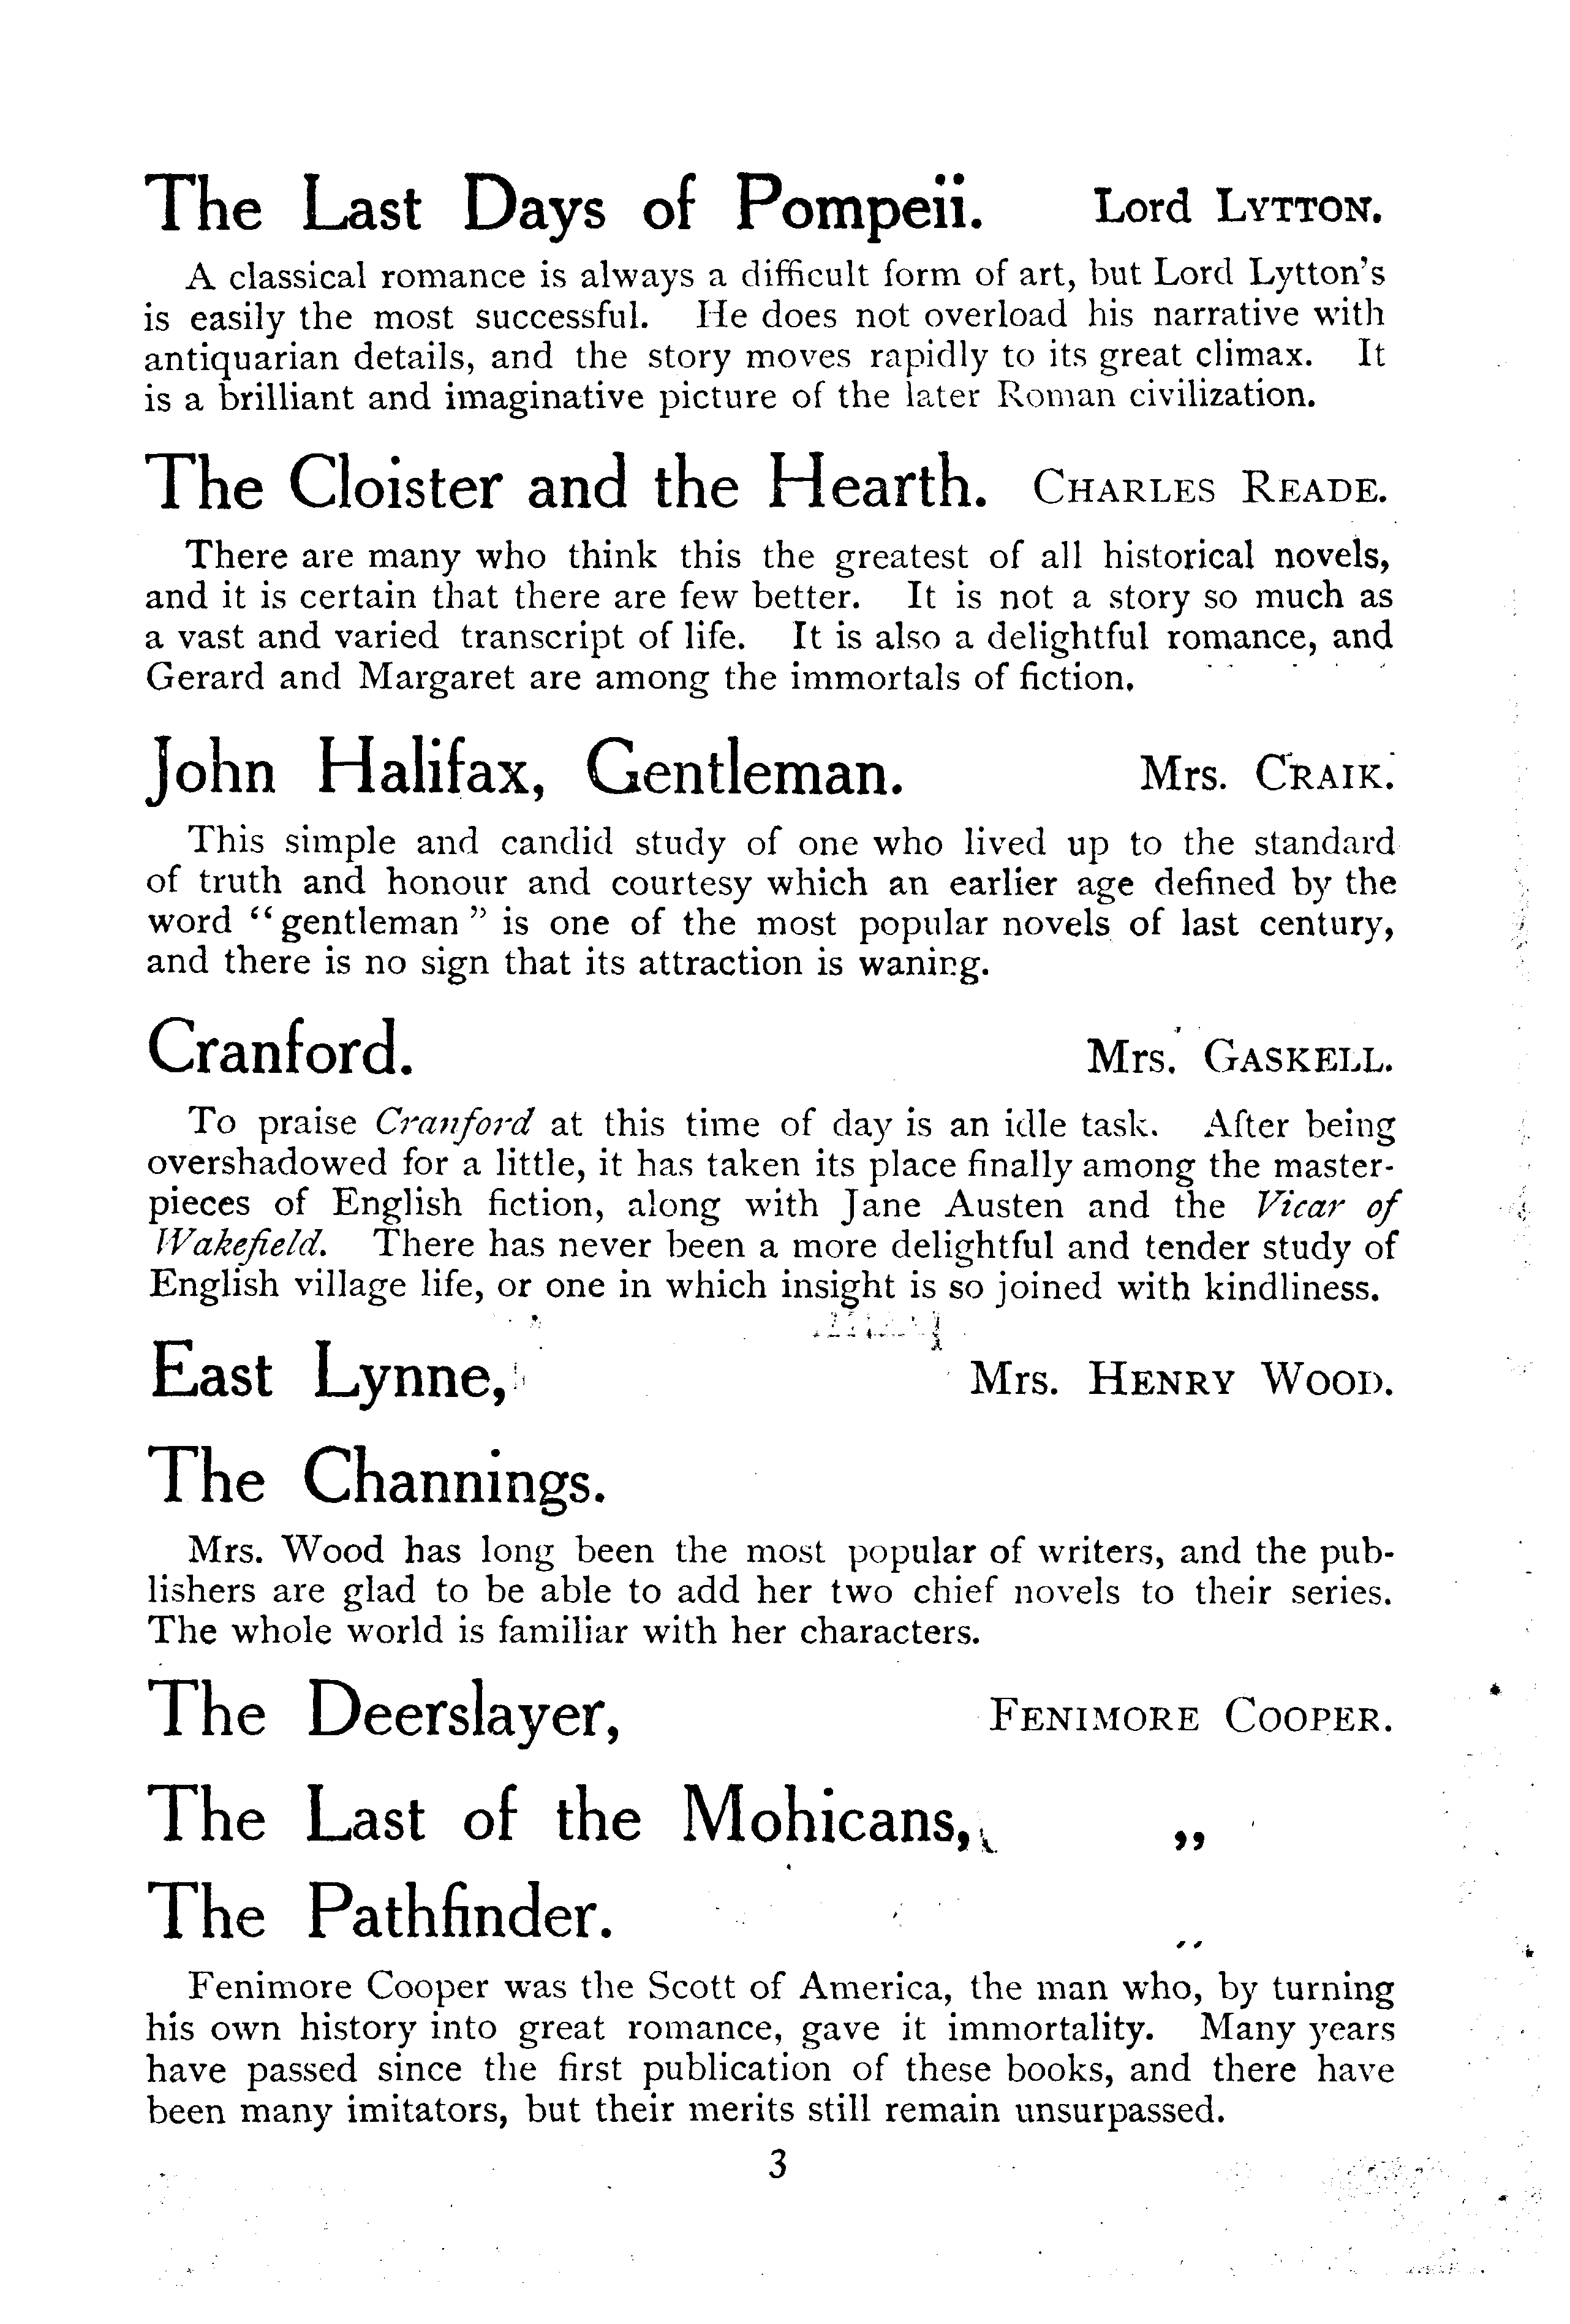 The Last Days of Pompeii. Lord LYTTON.
A classical romance is always a difficult form of art, but Lord Lytton's
is easily the most successful. He does not overload his narrative with
antiquarian details, and the story moves rapidly to its great climax. It
is a brilliant and imaginative picture of the later Roman civilization.
The Cloister and the Hearth. CHARLES READE.
There are many who think this the greatest of all historical novels,
and it is certain that there are few better. It is not a story so much as
a vast and varied transcript of life. It is also a delightful romance, and
Gerard and Margaret are among the immortals of fiction.
John Halifax, Gentleman. Mrs. CRAIK.
This simple and candid study of one who lived up to the standard
of truth and honour and courtesy which an earlier age defined by the
word "gentleman" is one of the most popular novels of last century,
and there is no sign that its attraction is waning.
Cranford. Mrs. GASKELL.
To praise Cranford at this time of day is an idle task. After being
overshadowed for a little, it has taken its place finally among the master-
pieces of English fiction, along with Jane Austen and the Vicar of
Wakefield. There has never been a more delightful and tender study of
English village life, or one in which insight is so joined with kindliness.
East Lynne, Mrs. HENRY WOOD.
The Channings.
Mrs. Wood has long been the most popular of writers, and the pub-
lishers are glad to be able to add her two chief novels to their series.
The whole world is familiar with her characters.
The Deerslayer, FENIMORE COOPER.
The Last of the Mohicans, „
The Pathfinder. „
Fenimore Cooper was the Scott of America, the man who, by turning
his own history into great romance, gave it immortality. Many years
have passed since the first publication of these books, and there have
been many imitators, but their merits still remain unsurpassed.
3